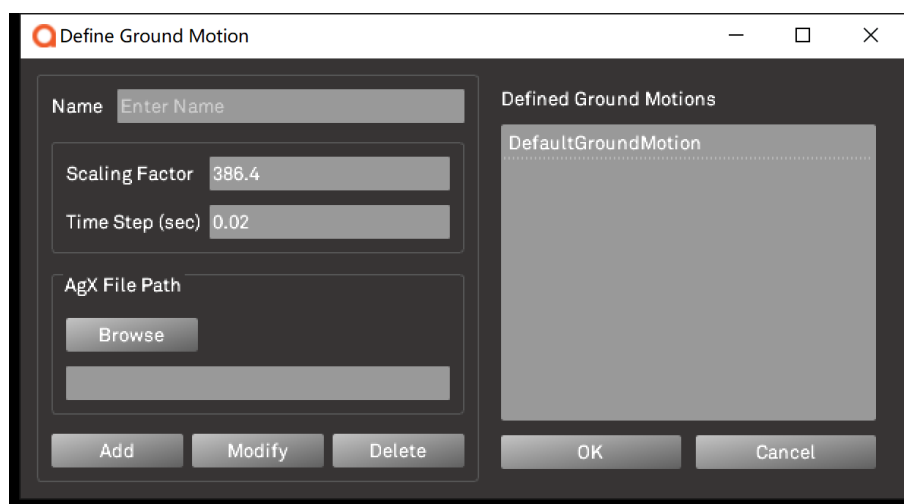 Define Ground Motion
Name Enter Name
Scaling Factor 386.4
Time Step (sec) 0.02
AgX File Path
Browse
Add Modify Delete
Defined Ground Motions
DefaultGroundMotion
OK Cancel